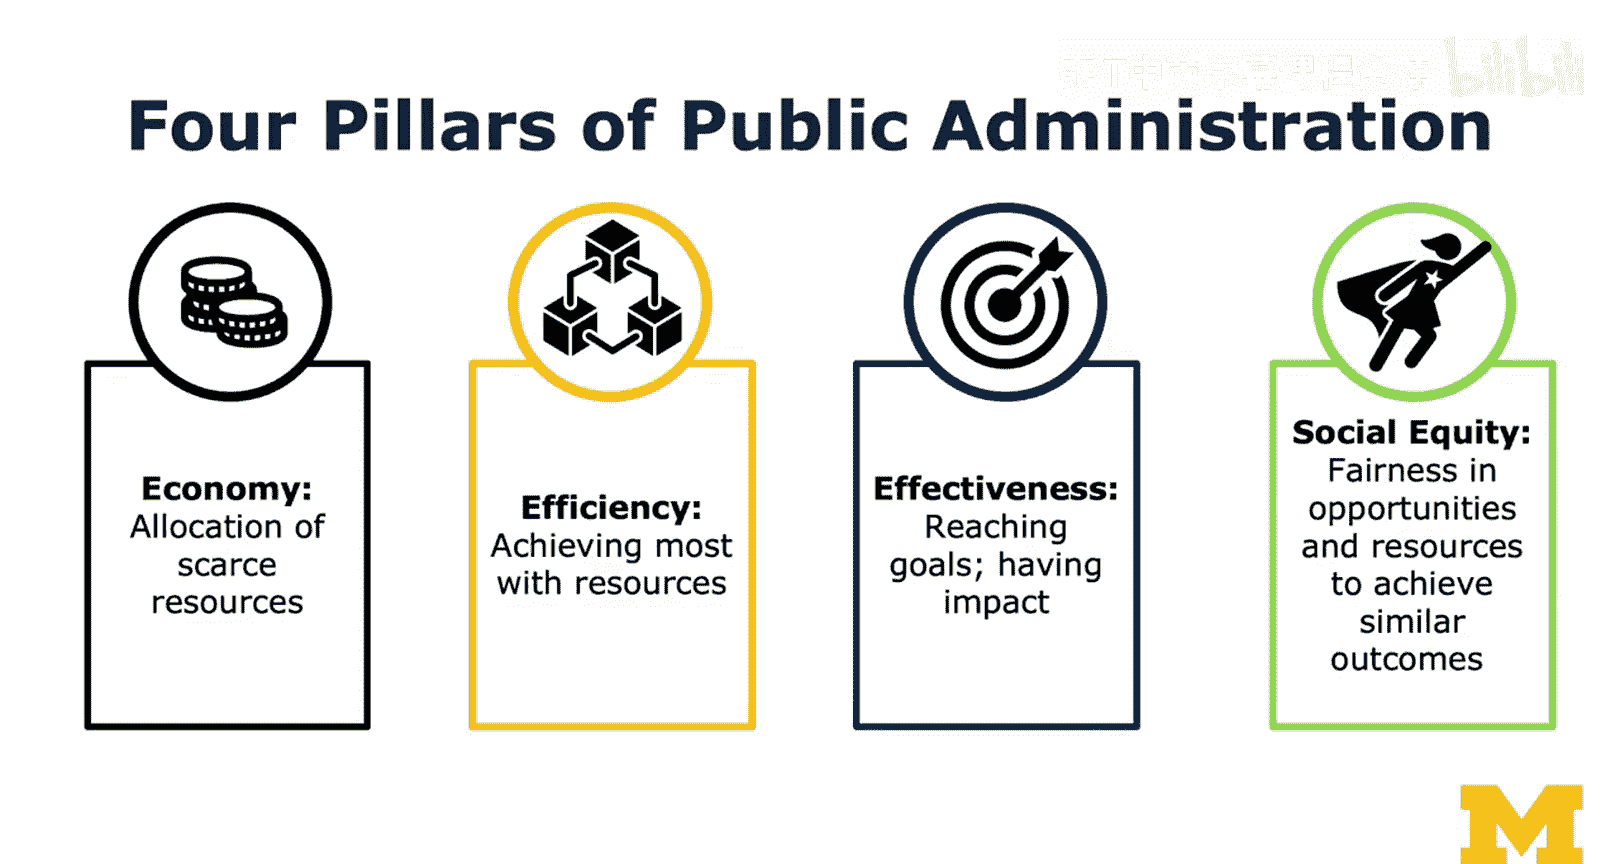 bilibili
Four Pillars of Public Administration
Economy:
Allocation of
scarce
resources
Efficiency:
Achieving most
with resources
Effectiveness:
Reaching
goals; having
impact
Social Equity:
Fairness in
opportunities
and resources
to achieve
similar
outcomes
M